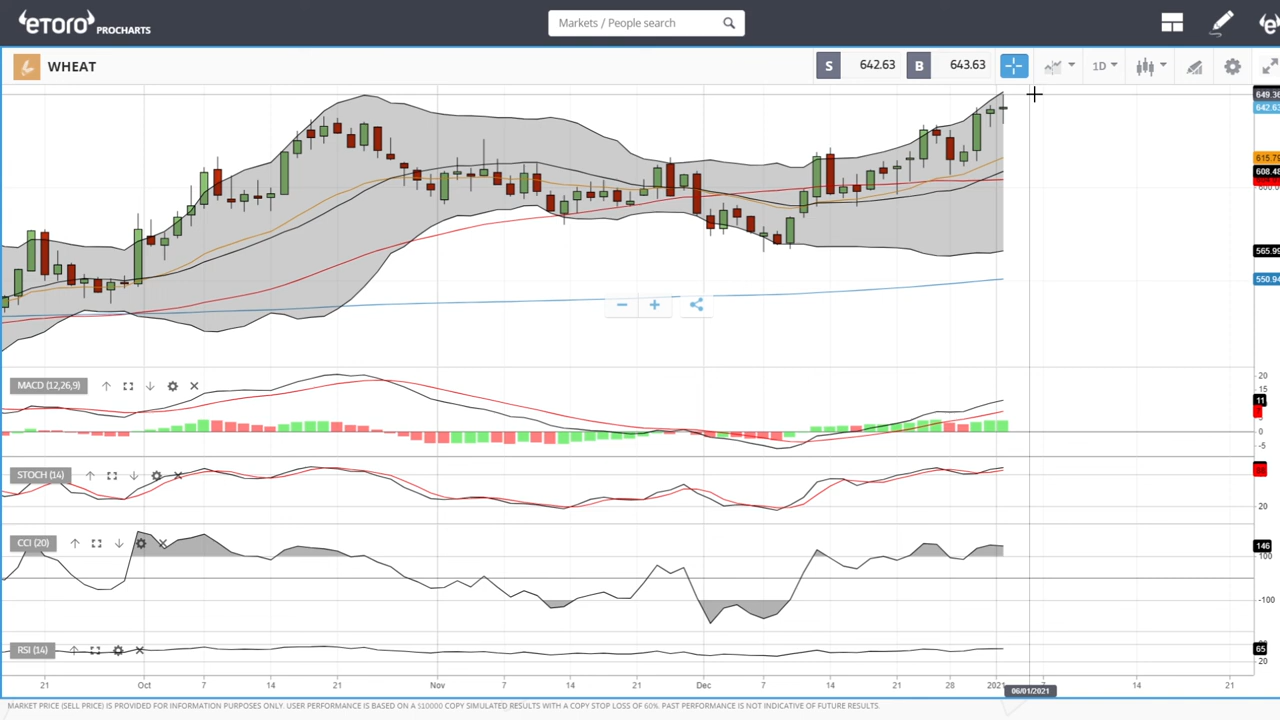 eToro PROCHARTS
Markets / People search
WHEAT
S 642.63 B 643.63
1D
649.36
642.63
615.79
608.48
600.0
565.99
550.94
MACD (12,26,9)
20
15
11
0
-5
STOCH (14)
20
CCI (20)
146
100
-100
RSI (14)
65
20
21 Oct 7 14 21 Nov 7 14 21 Dec 7 14 21 28 2021 7 14 21
06/01/2021
MARKET PRICE (SELL PRICE) IS PROVIDED FOR INFORMATION PURPOSES ONLY. USER PERFORMANCE IS BASED ON A $10000 COPY SIMULATED RESULTS WITH A COPY STOP LOSS OF 60%. PAST PERFORMANCE IS NOT INDICATIVE OF FUTURE RESULTS.